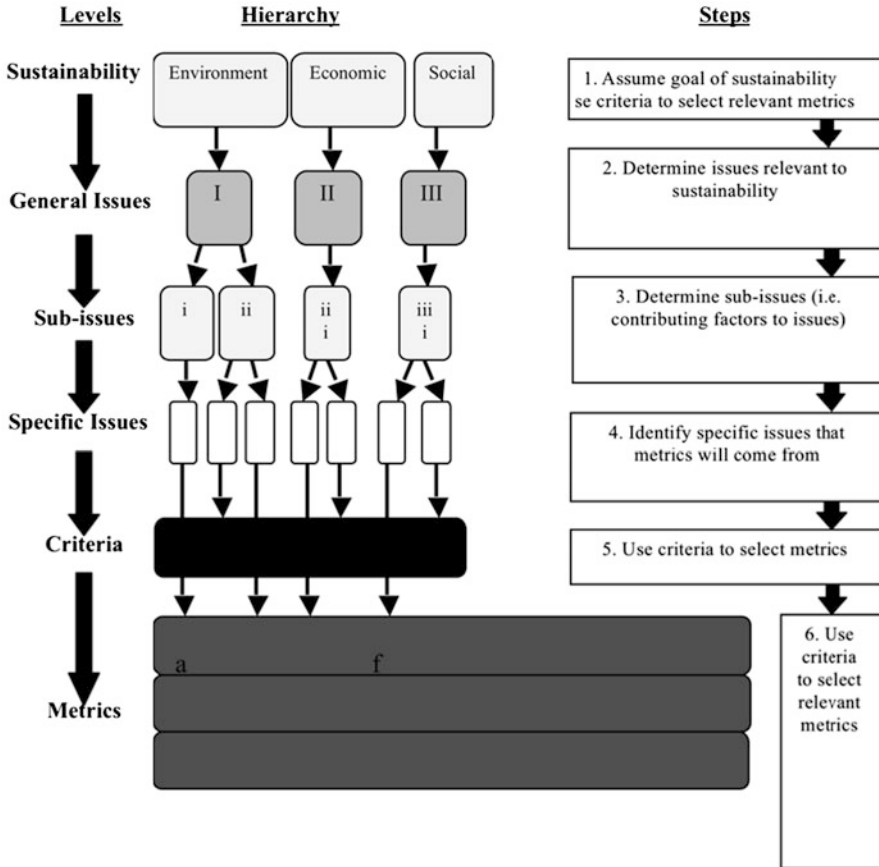 Levels
Hierarchy
Steps
Sustainability
Environment
Economic
Social
1. Assume goal of sustainability
se criteria to select relevant metrics
General Issues
I
II
III
2. Determine issues relevant to
sustainability
Sub-issues
i
ii
ii
i
iii
i
3. Determine sub-issues (i.e.
contributing factors to issues)
Specific Issues
4. Identify specific issues that
metrics will come from
Criteria
5. Use criteria to select metrics
Metrics
a
f
6. Use
criteria
to select
relevant
metrics